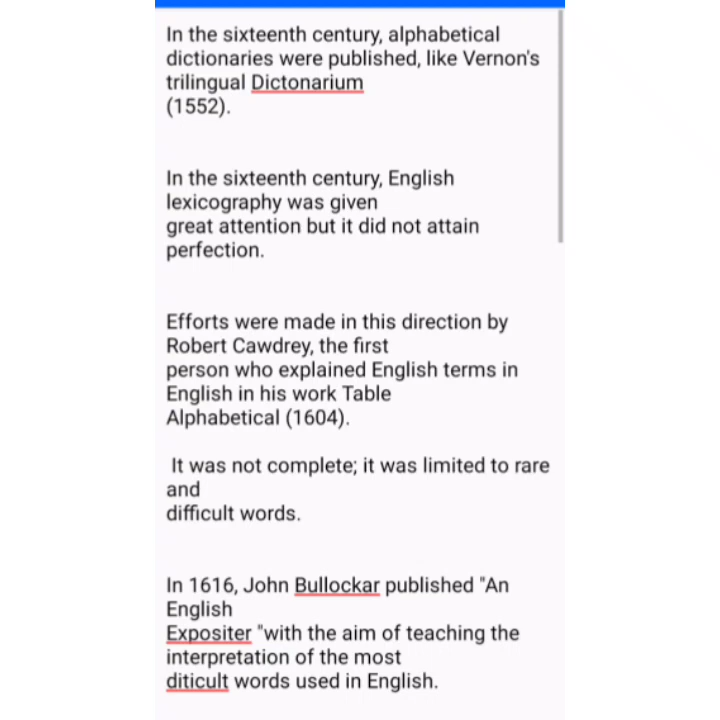 In the sixteenth century, alphabetical
dictionaries were published, like Vernon's
trilingual Dictonarium
(1552).
In the sixteenth century, English
lexicography was given
great attention but it did not attain
perfection.
Efforts were made in this direction by
Robert Cawdrey, the first
person who explained English terms in
English in his work Table
Alphabetical (1604).
It was not complete; it was limited to rare
and
difficult words.
In 1616, John Bullockar published "An
English
Expositer "with the aim of teaching the
interpretation of the most
diticult words used in English.